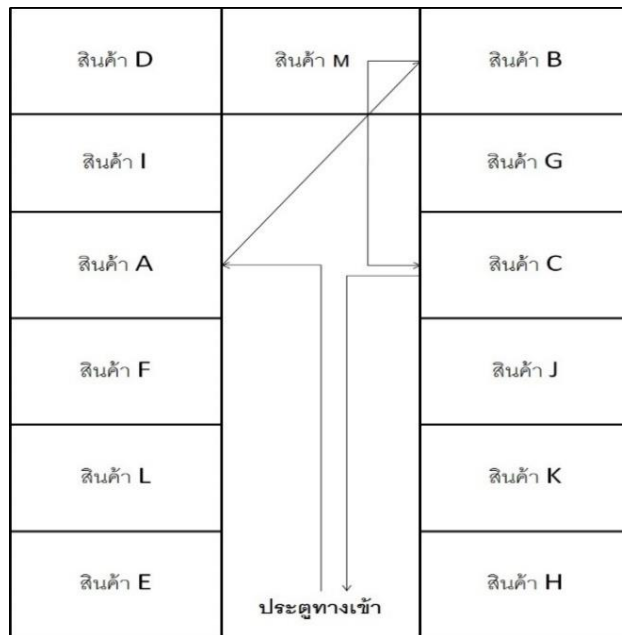 สินค้า D
สินค้า M
สินค้า B
สินค้า I
สินค้า G
สินค้า A
สินค้า C
สินค้า F
สินค้า J
สินค้า L
สินค้า K
สินค้า E
ประตูทางเข้า
สินค้า H